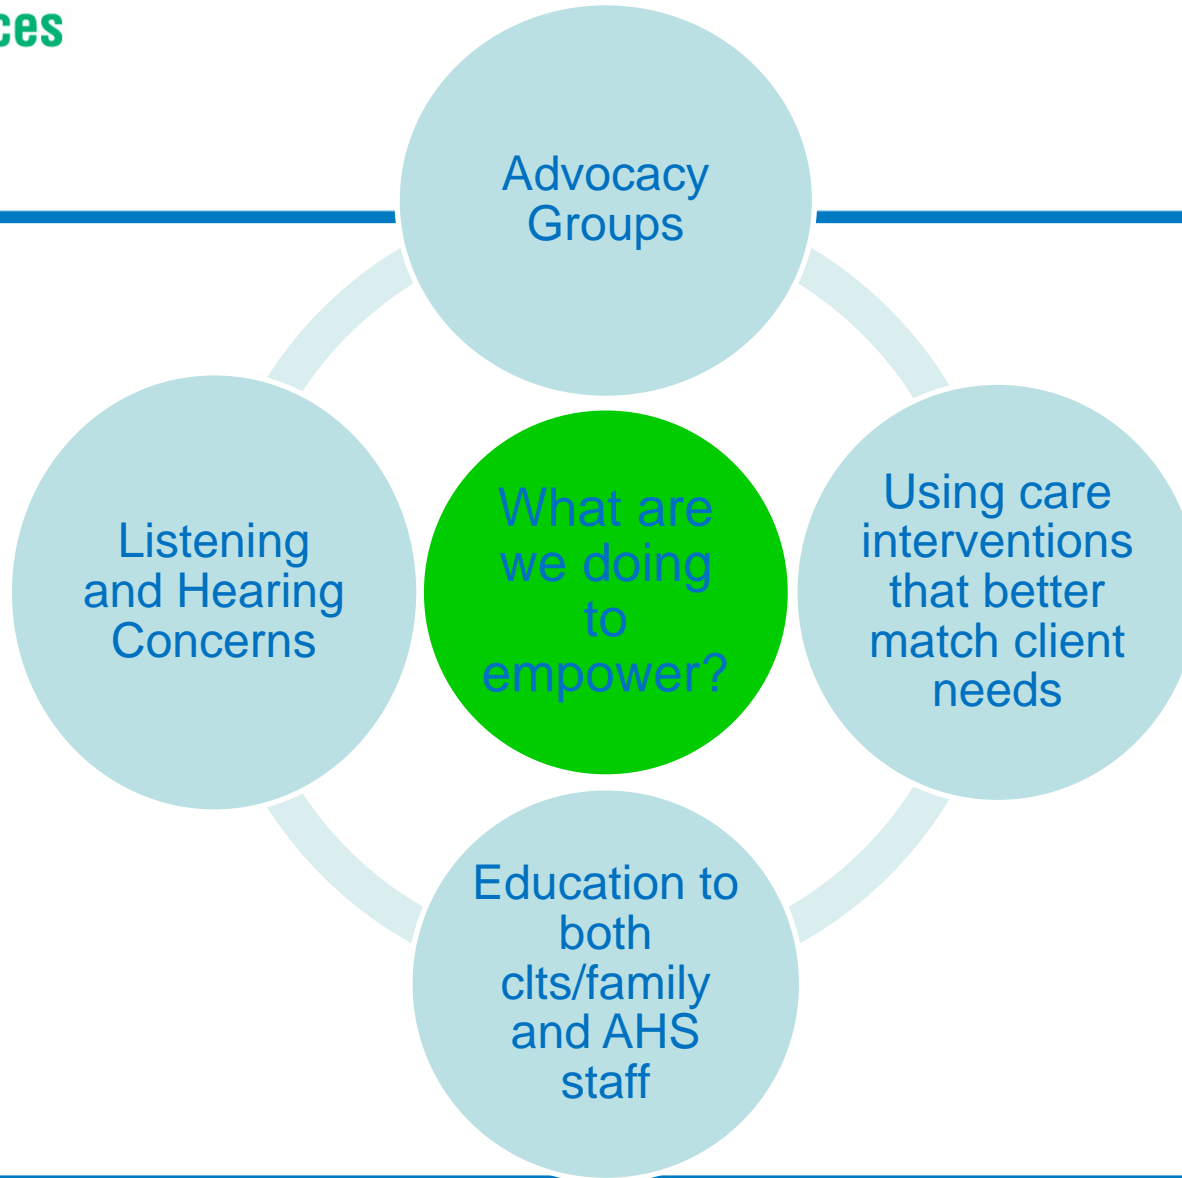 ces
Advocacy
Groups
What are
we doing
to
empower?
Using care
interventions
that better
match client
needs
Listening
and Hearing
Concerns
Education to
both
clts/family
and AHS
staff